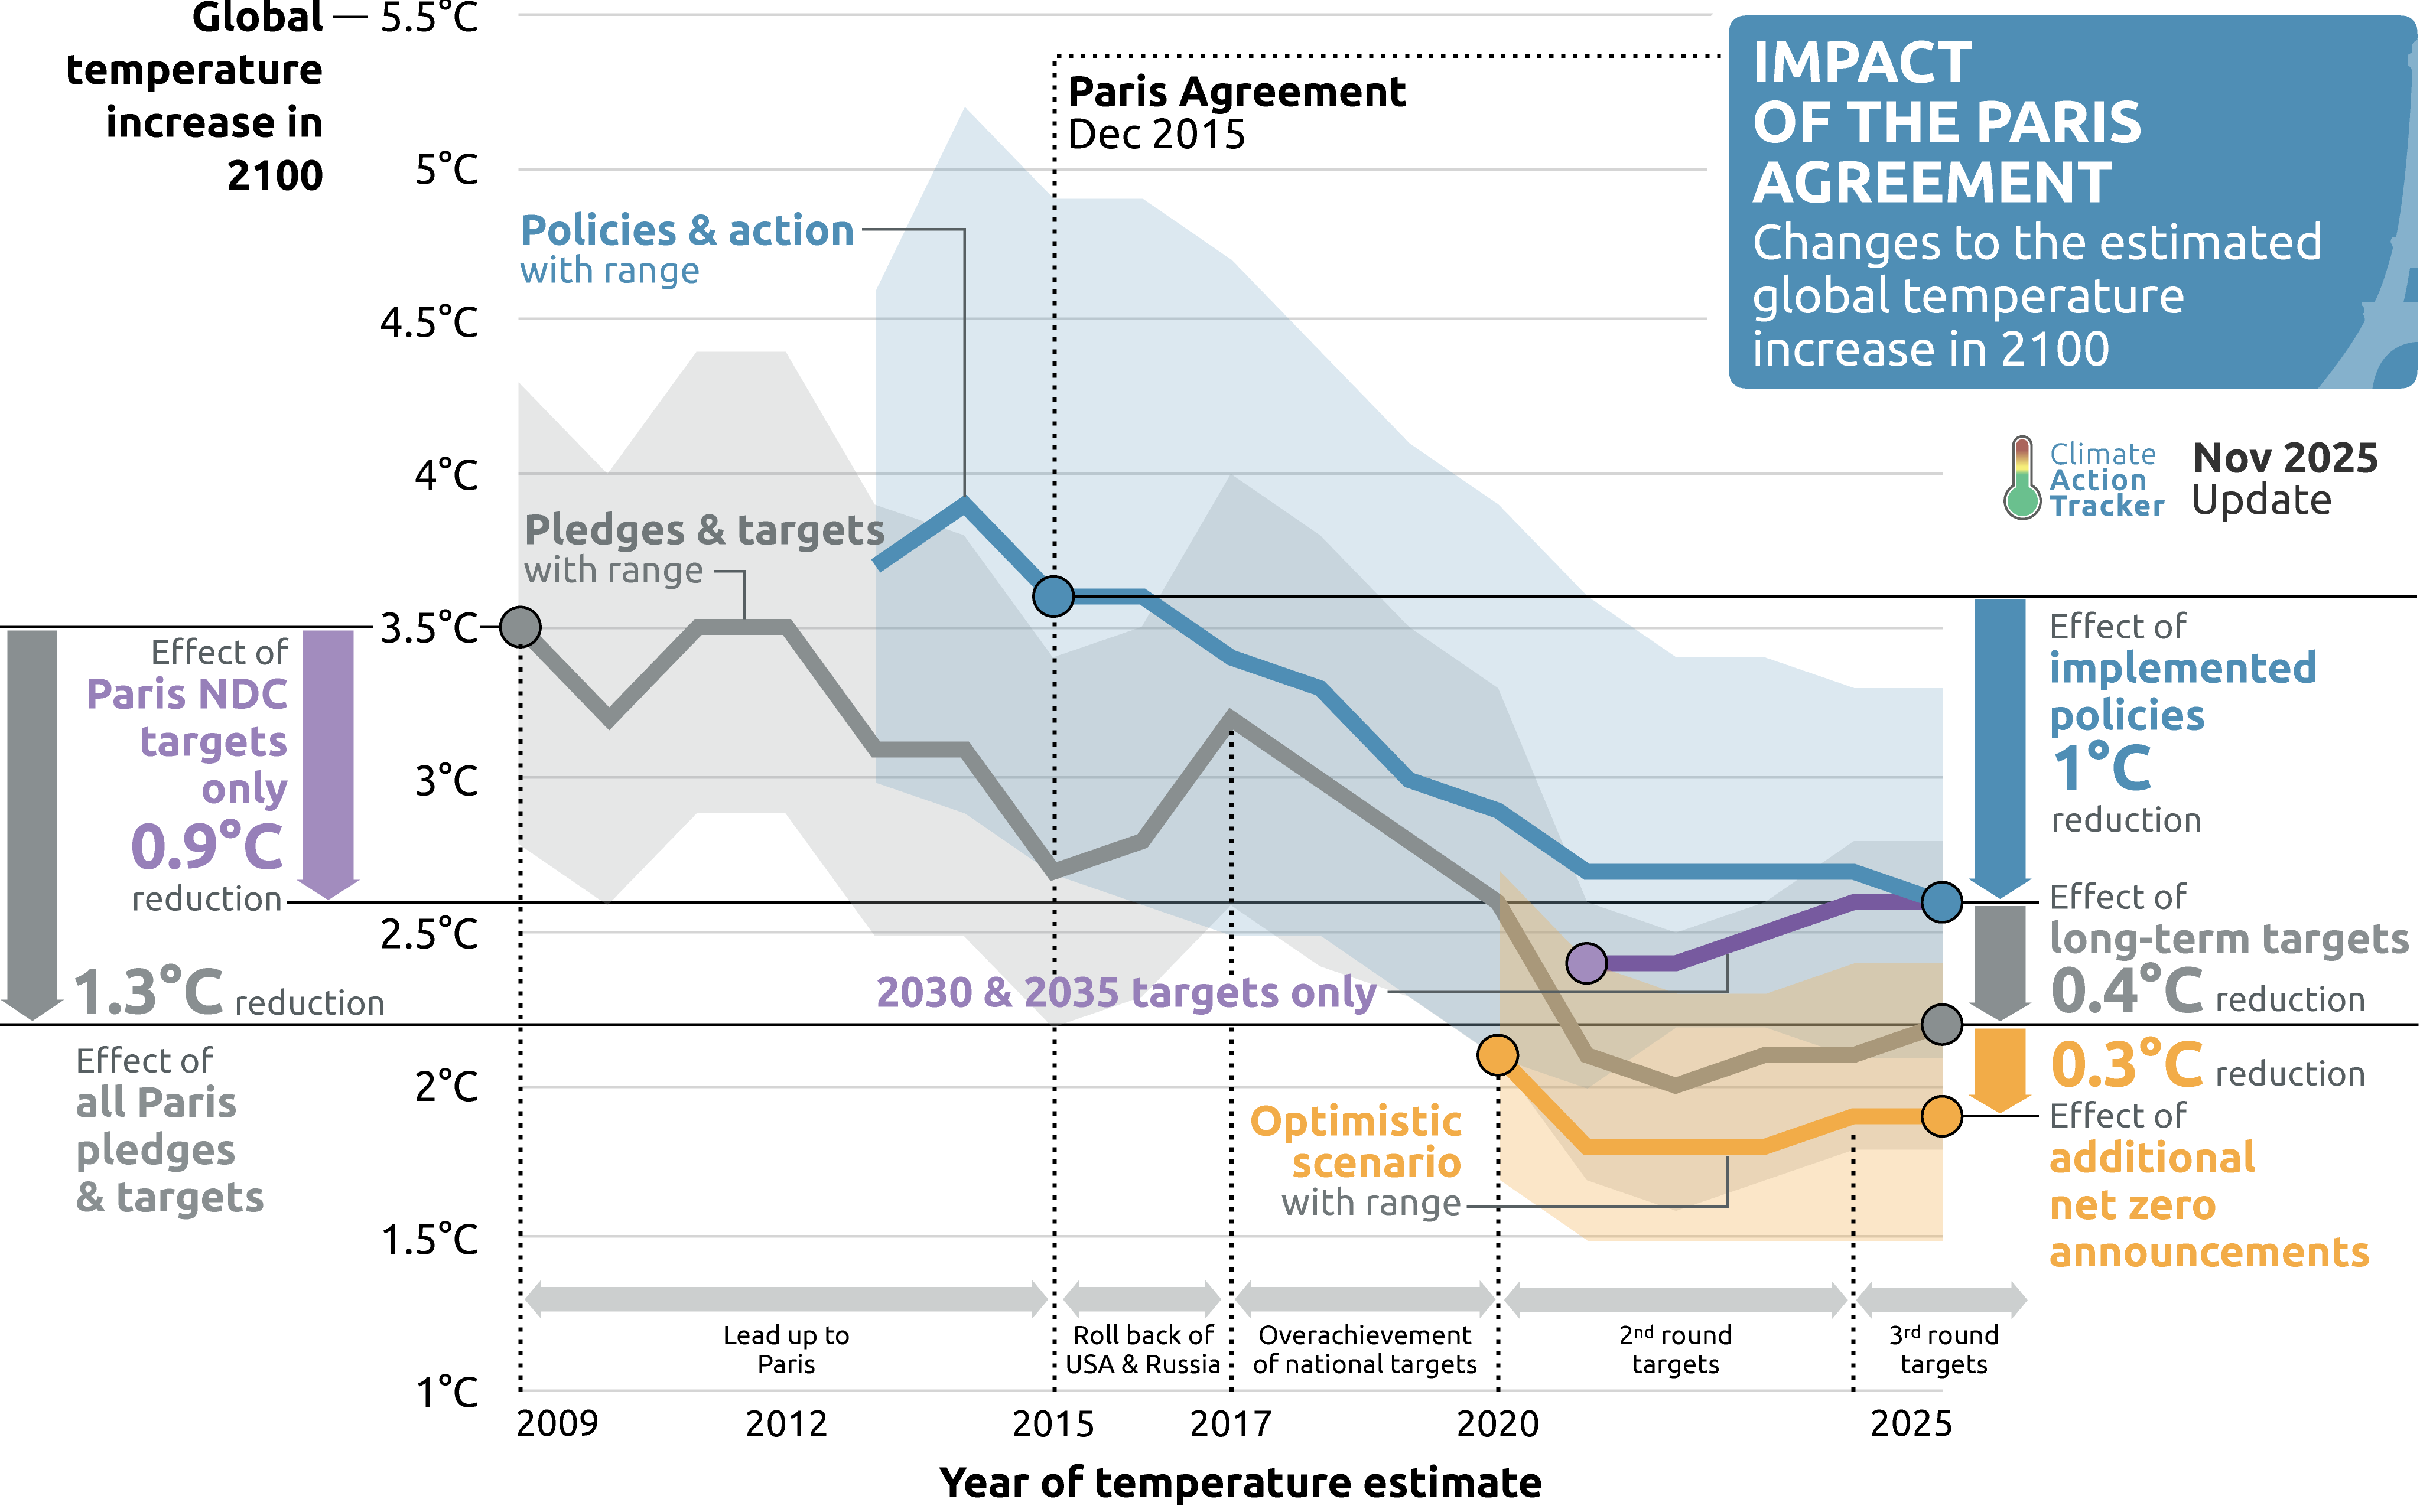 Global
temperature
increase in
2100
5.5°C
5°C
4.5°C
4°C
3.5°C
3°C
2.5°C
2°C
1.5°C
1°C
Paris Agreement
Dec 2015
IMPACT
OF THE PARIS
AGREEMENT
Changes to the estimated
global temperature
increase in 2100
Climate
Action
Tracker
Nov 2025
Update
Policies & action
with range
Pledges & targets
with range
Effect of
Paris NDC
targets
only
0.9°C
reduction
1.3°C reduction
Effect of
all Paris
pledges
& targets
2030 & 2035 targets only
Optimistic
scenario
with range
Effect of
implemented
policies
1°C
reduction
Effect of
long-term targets
0.4°C reduction
0.3°C reduction
Effect of
additional
net zero
announcements
Lead up to
Paris
Roll back of
USA & Russia
Overachievement
of national targets
2nd round
targets
3rd round
targets
2009
2012
2015
2017
2020
2025
Year of temperature estimate